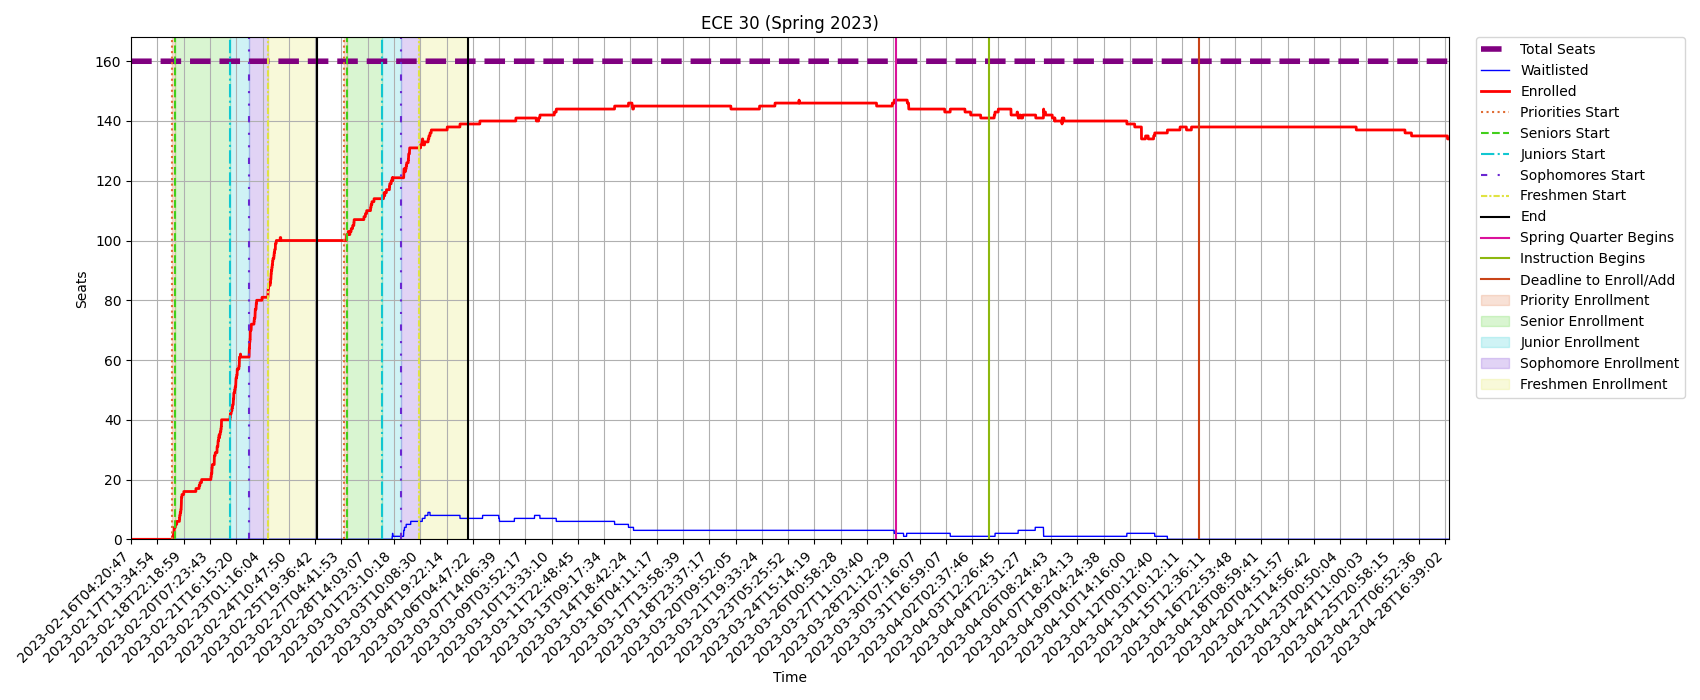 ECE 30 (Spring 2023)
Total Seats
Waitlisted
Enrolled
Priorities Start
Seniors Start
Juniors Start
Sophomores Start
Freshmen Start
End
Spring Quarter Begins
Instruction Begins
Deadline to Enroll/Add
Priority Enrollment
Senior Enrollment
Junior Enrollment
Sophomore Enrollment
Freshmen Enrollment
Seats
160
140
120
100
80
60
40
20
0
2023-02-16T04:20:47
2023-02-17T13:34:54
2023-02-18T22:18:59
2023-02-20T07:23:43
2023-02-21T16:15:20
2023-02-23T01:16:04
2023-02-24T10:47:50
2023-02-25T19:36:42
2023-02-27T04:41:53
2023-02-28T14:03:07
2023-03-01T23:10:18
2023-03-03T10:08:30
2023-03-04T19:22:14
2023-03-06T04:47:22
2023-03-07T14:06:39
2023-03-09T03:52:17
2023-03-10T13:33:10
2023-03-11T22:48:45
2023-03-13T09:17:34
2023-03-14T18:42:24
2023-03-16T04:11:17
2023-03-17T13:58:39
2023-03-18T23:37:17
2023-03-20T09:52:05
2023-03-21T19:33:24
2023-03-23T05:25:52
2023-03-24T15:14:19
2023-03-26T00:58:28
2023-03-27T11:03:40
2023-03-28T21:12:29
2023-03-30T07:16:07
2023-03-31T16:59:07
2023-04-02T02:37:46
2023-04-03T12:26:45
2023-04-04T22:31:27
2023-04-06T08:24:43
2023-04-07T18:24:13
2023-04-09T04:24:38
2023-04-10T14:16:00
2023-04-12T00:12:40
2023-04-13T10:12:11
2023-04-15T12:36:11
2023-04-16T22:53:48
2023-04-18T08:59:41
2023-04-20T04:51:57
2023-04-21T14:56:42
2023-04-23T00:50:04
2023-04-24T11:00:03
2023-04-25T20:58:15
2023-04-27T06:52:36
2023-04-28T16:39:02
Time